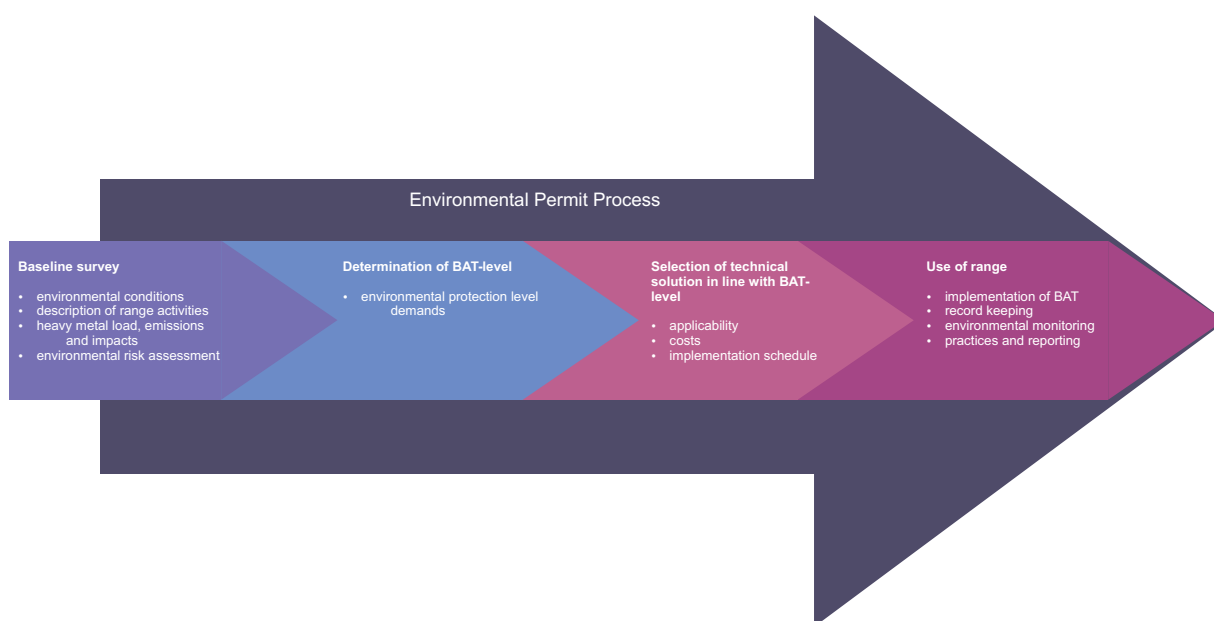 Environmental Permit Process
Baseline survey
• environmental conditions
• description of range activities
• heavy metal load, emissions
and impacts
• environmental risk assessment
Determination of BAT-level
• environmental protection level
demands
Selection of technical
solution in line with BAT-
level
• applicability
• costs
• implementation schedule
Use of range
• implementation of BAT
• record keeping
• environmental monitoring
• practices and reporting